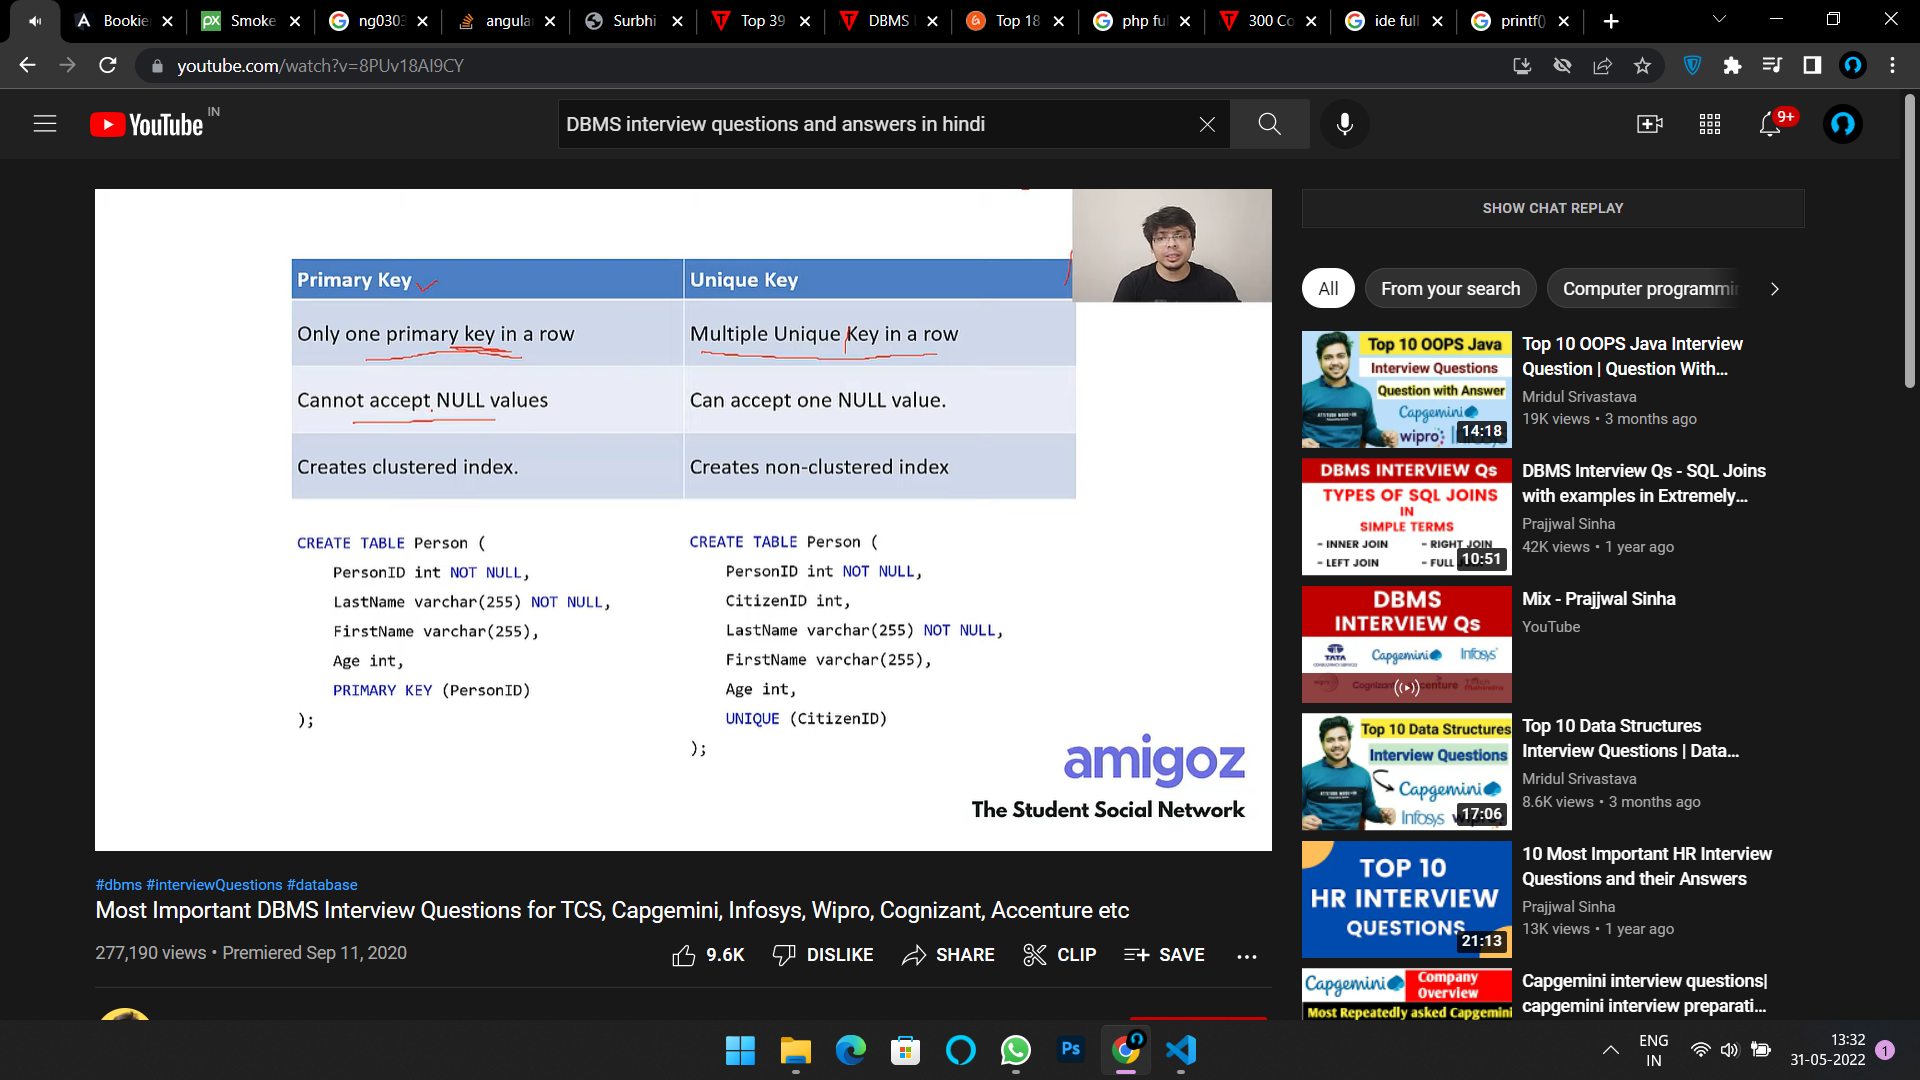 Bookie
Smoke
ng0303
angula
Surbhi
Top 39
DBMS
Top 18
php ful
300 Co
ide full
printf()
youtube.com/watch?v=8PUv18AI9CY
YouTube IN
DBMS interview questions and answers in hindi
9+
Primary Key
Unique Key
Only one primary key in a row
Multiple Unique Key in a row
Cannot accept NULL values
Can accept one NULL value.
Creates clustered index.
Creates non-clustered index
CREATE TABLE Person (
PersonID int NOT NULL,
LastName varchar(255) NOT NULL,
FirstName varchar(255),
Age int,
PRIMARY KEY (PersonID)
);
CREATE TABLE Person (
PersonID int NOT NULL,
CitizenID int,
LastName varchar(255) NOT NULL,
FirstName varchar(255),
Age int,
UNIQUE (CitizenID)
);
amigoz
The Student Social Network
#dbms #interviewQuestions #database
Most Important DBMS Interview Questions for TCS, Capgemini, Infosys, Wipro, Cognizant, Accenture etc
277,190 views • Premiered Sep 11, 2020
9.6K
DISLIKE
SHARE
CLIP
SAVE
SHOW CHAT REPLAY
All
From your search
Computer programmi
Top 10 OOPS Java
Interview Questions
Question with Answer
Capgemini
wipro
14:18
Top 10 OOPS Java Interview
Question | Question With...
Mridul Srivastava
19K views • 3 months ago
DBMS INTERVIEW Qs
TYPES OF SQL JOINS
IN
SIMPLE TERMS
- INNER JOIN - RIGHT JOIN
- LEFT JOIN - FULL
10:51
DBMS Interview Qs - SQL Joins
with examples in Extremely...
Prajjwal Sinha
42K views • 1 year ago
DBMS
INTERVIEW Qs
TATA
Capgemini
Infosys
Mix - Prajjwal Sinha
YouTube
Top 10 Data Structures
Interview Questions
Capgemini
Infosys
17:06
Top 10 Data Structures
Interview Questions | Data...
Mridul Srivastava
8.6K views • 3 months ago
TOP 10
HR INTERVIEW
QUESTIONS
21:13
10 Most Important HR Interview
Questions and their Answers
Prajjwal Sinha
13K views • 1 year ago
Capgemini
Company
Overview
Most Repeatedly asked Capgemini
Capgemini interview questions|
capgemini interview preparati...
Ps
ENG
IN
13:32
31-05-2022
1